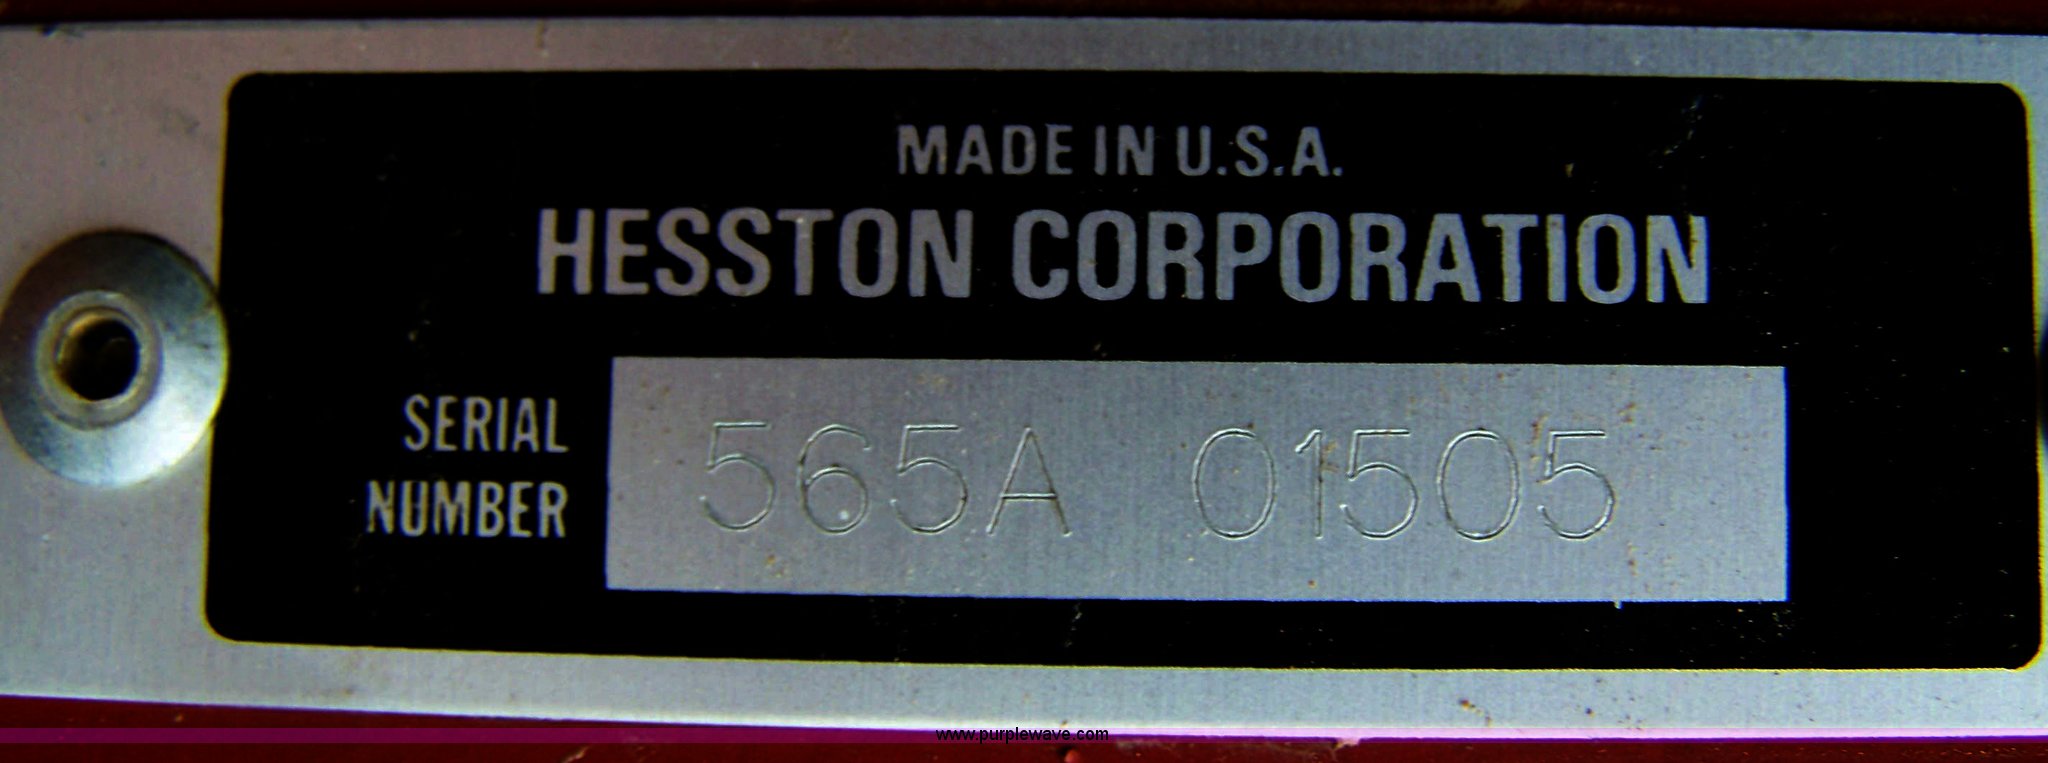 MADE IN U.S.A.
HESSTON CORPORATION
SERIAL
NUMBER
565A 01505
www.purplewave.com